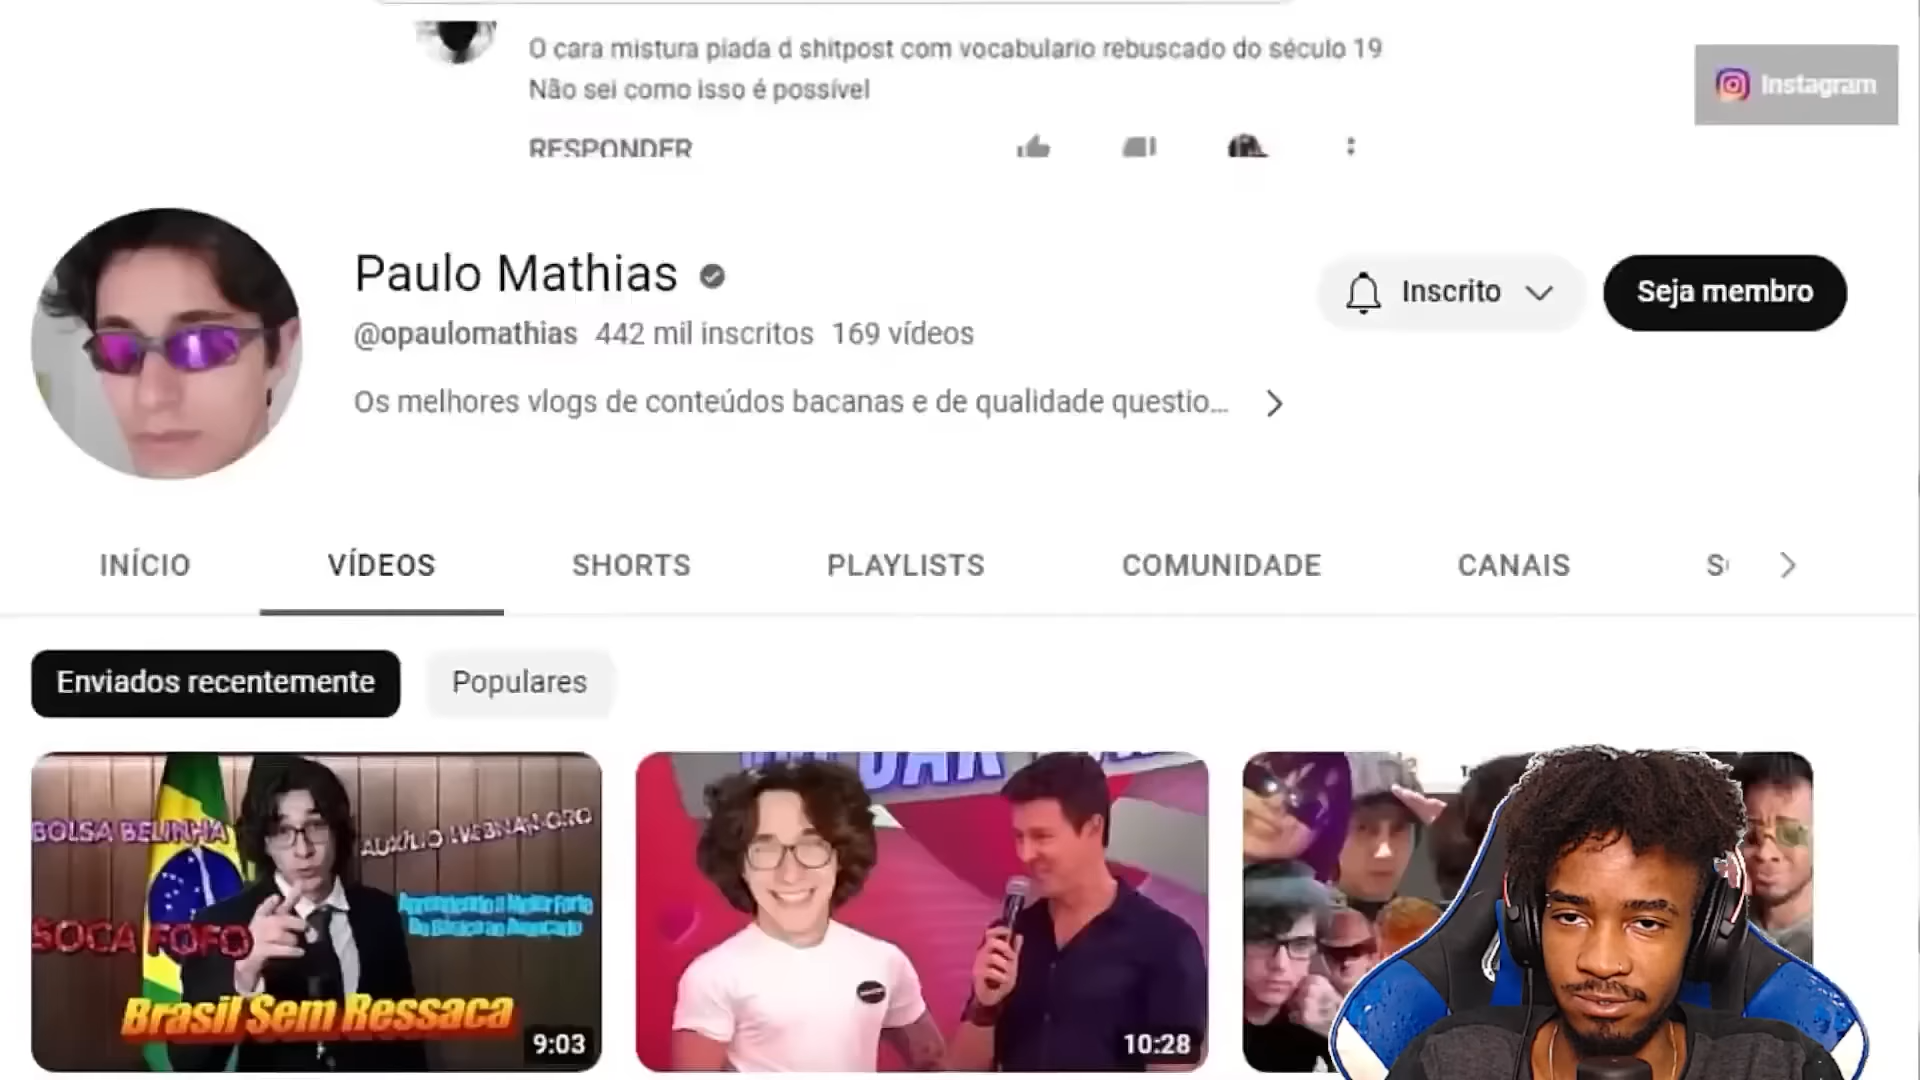 O cara mistura piada d shitpost com vocabulario rebuscado do século 19
Não sei como isso é possível
RESPONDER
Instagram
Paulo Mathias
@opaulomathias 442 mil inscritos 169 vídeos
Os melhores vlogs de conteúdos bacanas e de qualidade questio...
Inscrito
Seja membro
INÍCIO VÍDEOS SHORTS PLAYLISTS COMUNIDADE CANAIS
Enviados recentemente Populares
BOLSA BELINHA
SOCA FOFO
Brasil Sem Ressaca
9:03
10:28